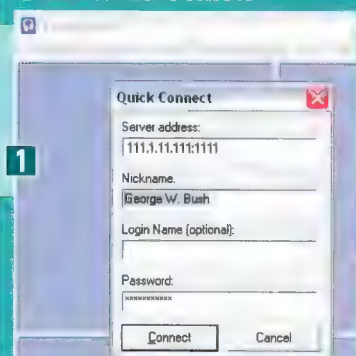 Quick Connect
Server address:
111.1.11.111:1111
1
Nickname.
George W. Bush
Login Name (optional):
Password:
xxxxxxxxxxx
Connect Cancel